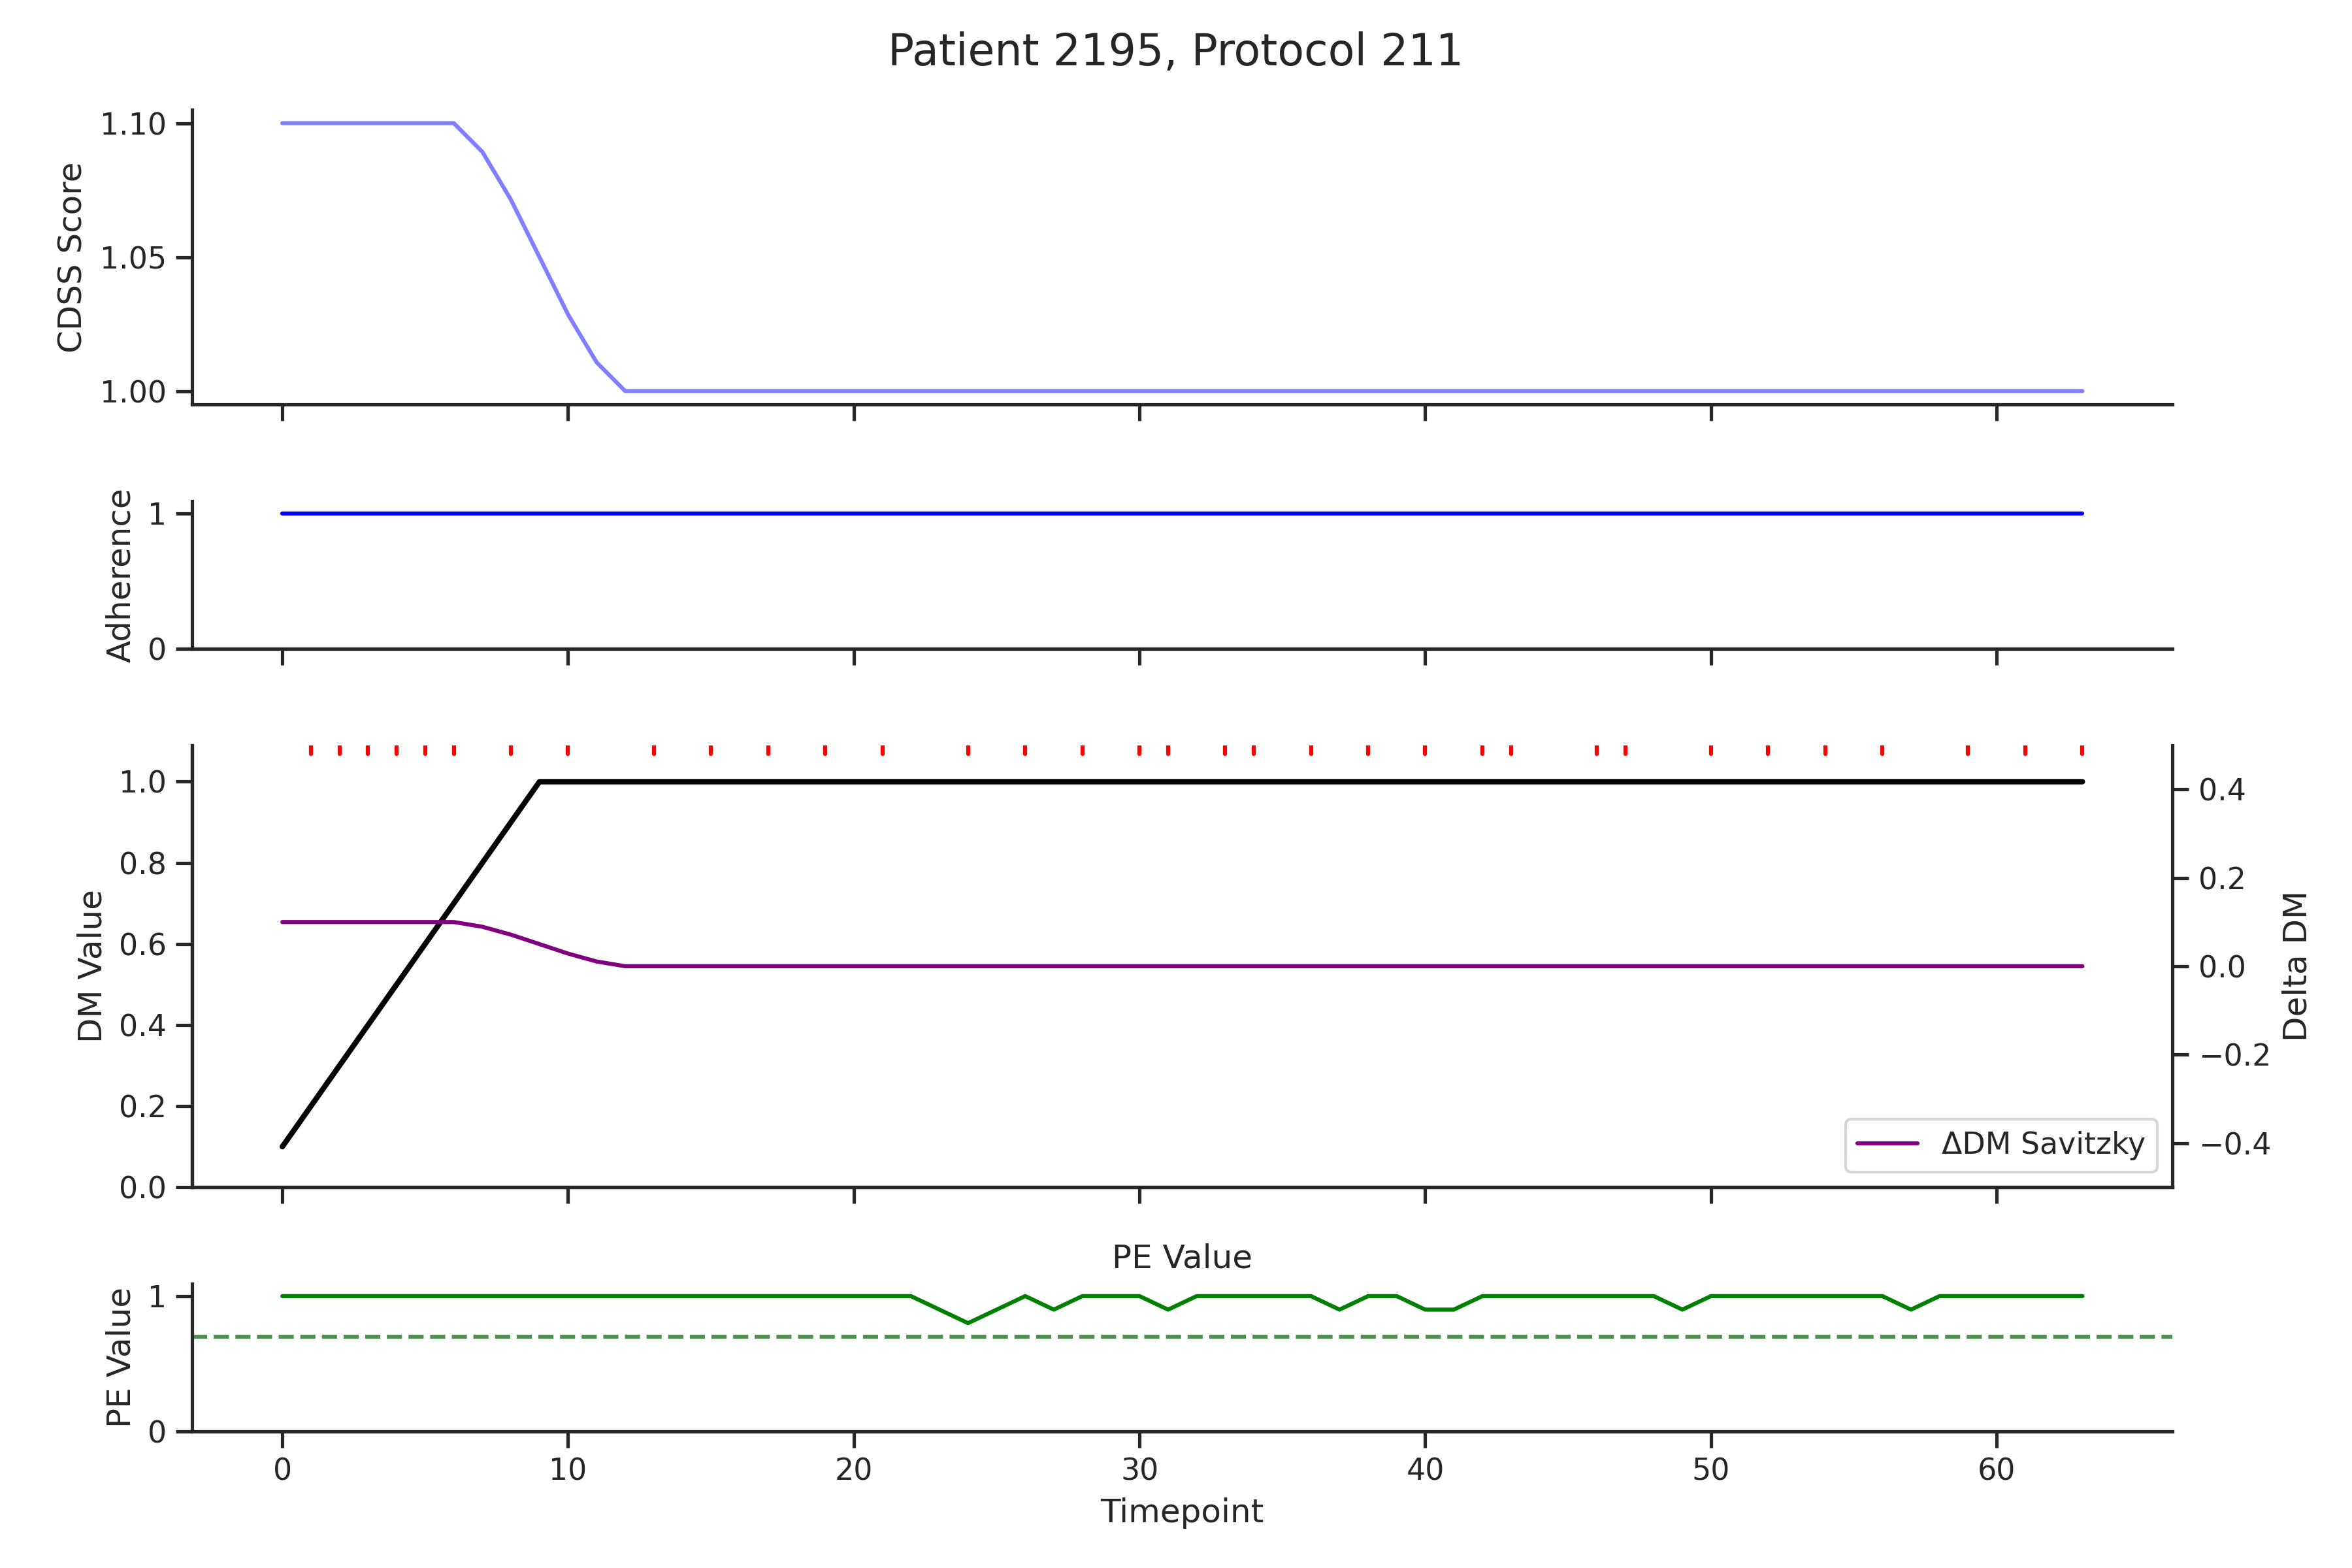 Patient 2195, Protocol 211
CDSS Score
1.10
1.05
1.00
Adherence
1
0
DM Value
1.0
0.8
0.6
0.4
0.2
0.0
0.4
0.2
0.0
−0.2
−0.4
Delta DM
ΔDM Savitzky
PE Value
PE Value
1
0
0 10 20 30 40 50 60
Timepoint